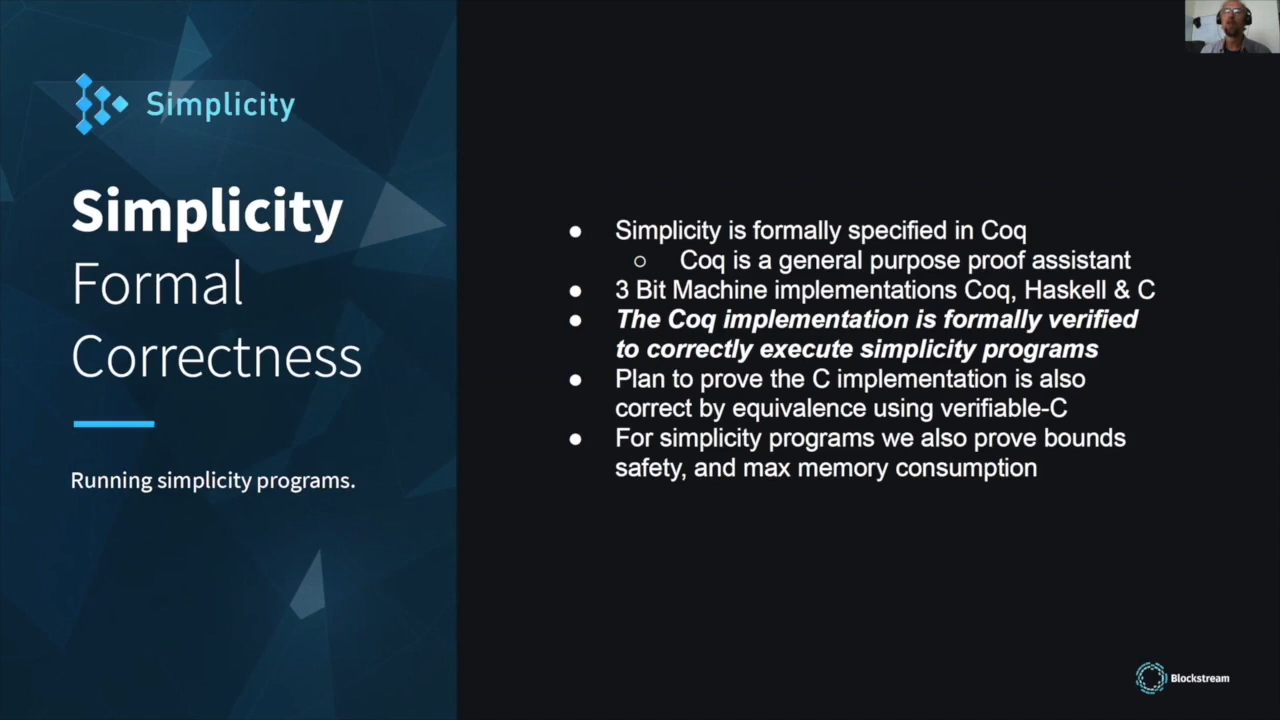 Simplicity
Simplicity
Formal
Correctness
Running simplicity programs.
● Simplicity is formally specified in Coq
○ Coq is a general purpose proof assistant
● 3 Bit Machine implementations Coq, Haskell & C
● The Coq implementation is formally verified
to correctly execute simplicity programs
● Plan to prove the C implementation is also
correct by equivalence using verifiable-C
● For simplicity programs we also prove bounds
safety, and max memory consumption
Blockstream